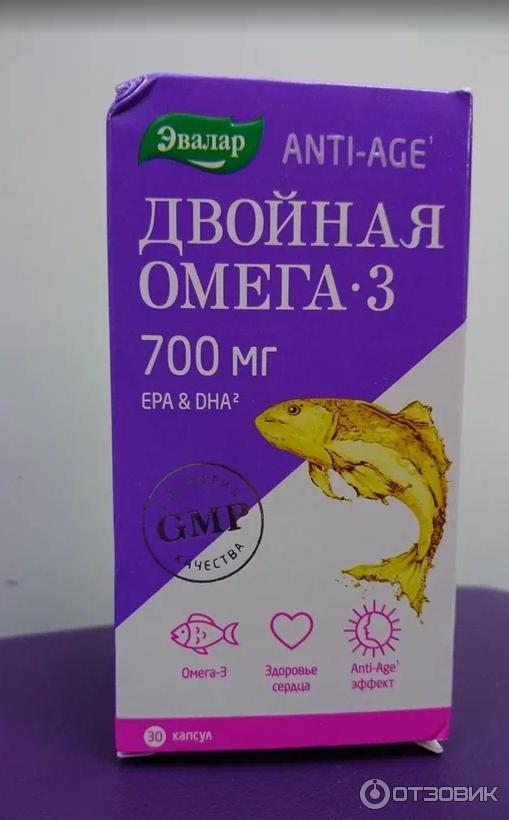 Эвалар
ANTI-AGE¹
ДВОЙНАЯ
ОМЕГА·3
700 мг
EPA & DHA²
ГАРАНТИЯ
GMP
КАЧЕСТВА
Омега-3
Здоровье
сердца
Anti-Age¹
эффект
30 капсул
ОТЗОВИК